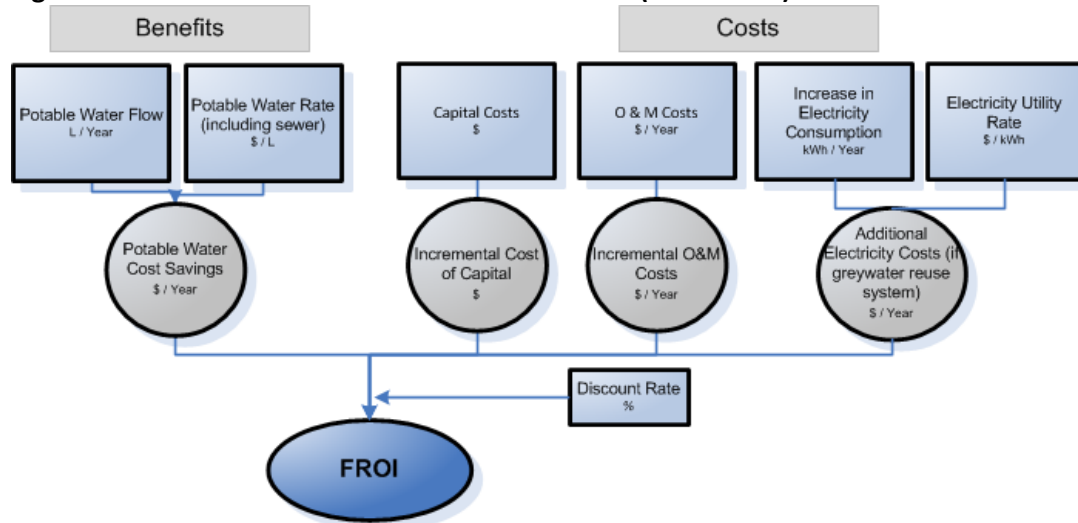 Benefits
Costs
Potable Water Flow
L / Year
Potable Water Rate
(including sewer)
$ / L
Capital Costs
$
O & M Costs
$ / Year
Increase in
Electricity
Consumption
kWh / Year
Electricity Utility
Rate
$ / kWh
Potable Water
Cost Savings
$ / Year
Incremental Cost
of Capital
$
Incremental O&M
Costs
$ / Year
Additional
Electricity Costs (if
greywater reuse
system)
$ / Year
Discount Rate
%
FROI